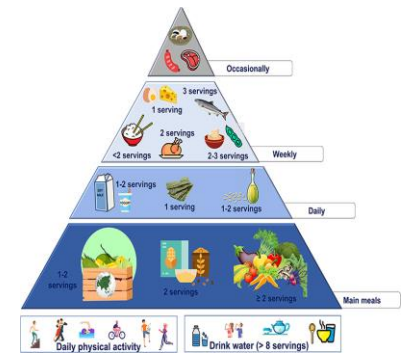 Occasionally
3 servings
1 serving
2 servings
<2 servings
2-3 servings
Weekly
1-2 servings
1 serving
1-2 servings
Daily
1-2
servings
2 servings
≥ 2 servings
Main meals
Daily physical activity
Drink water (> 8 servings)